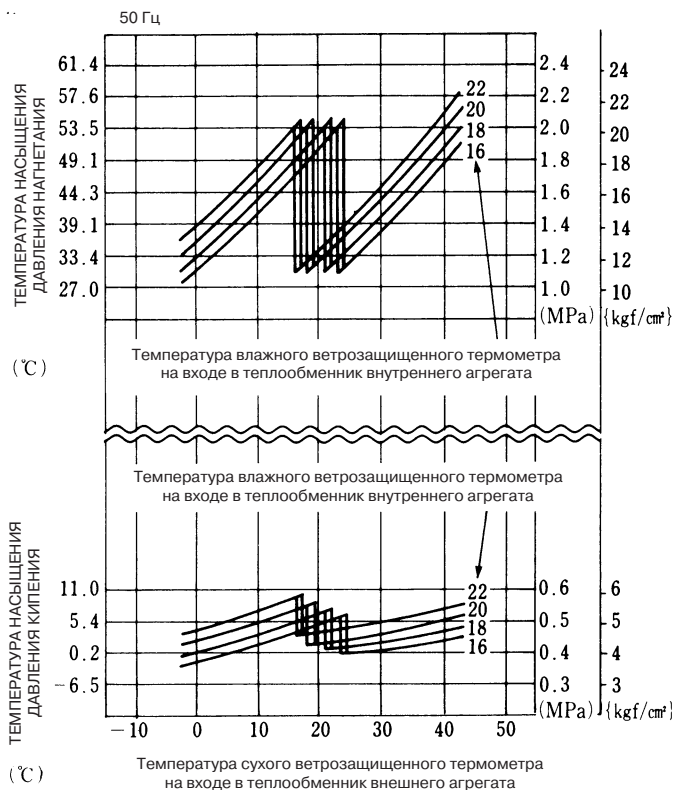 50 Гц
61.4
57.6
53.5
49.1
44.3
39.1
33.4
27.0
ТЕМПЕРАТУРА НАСЫЩЕНИЯ
ДАВЛЕНИЯ НАГНЕТАНИЯ
(℃)
22
20
18
16
2.4
2.2
2.0
1.8
1.6
1.4
1.2
1.0
(MPa)
24
22
20
18
16
14
12
10
{kgf/cm²}
Температура влажного ветрозащищенного термометра
на входе в теплообменник внутреннего агрегата
Температура влажного ветрозащищенного термометра
на входе в теплообменник внутреннего агрегата
ТЕМПЕРАТУРА НАСЫЩЕНИЯ
ДАВЛЕНИЯ КИПЕНИЯ
11.0
5.4
0.2
−6.5
(℃)
22
20
18
16
0.6
0.5
0.4
0.3
(MPa)
6
5
4
3
{kgf/cm²}
−10 0 10 20 30 40 50
Температура сухого ветрозащищенного термометра
на входе в теплообменник внешнего агрегата